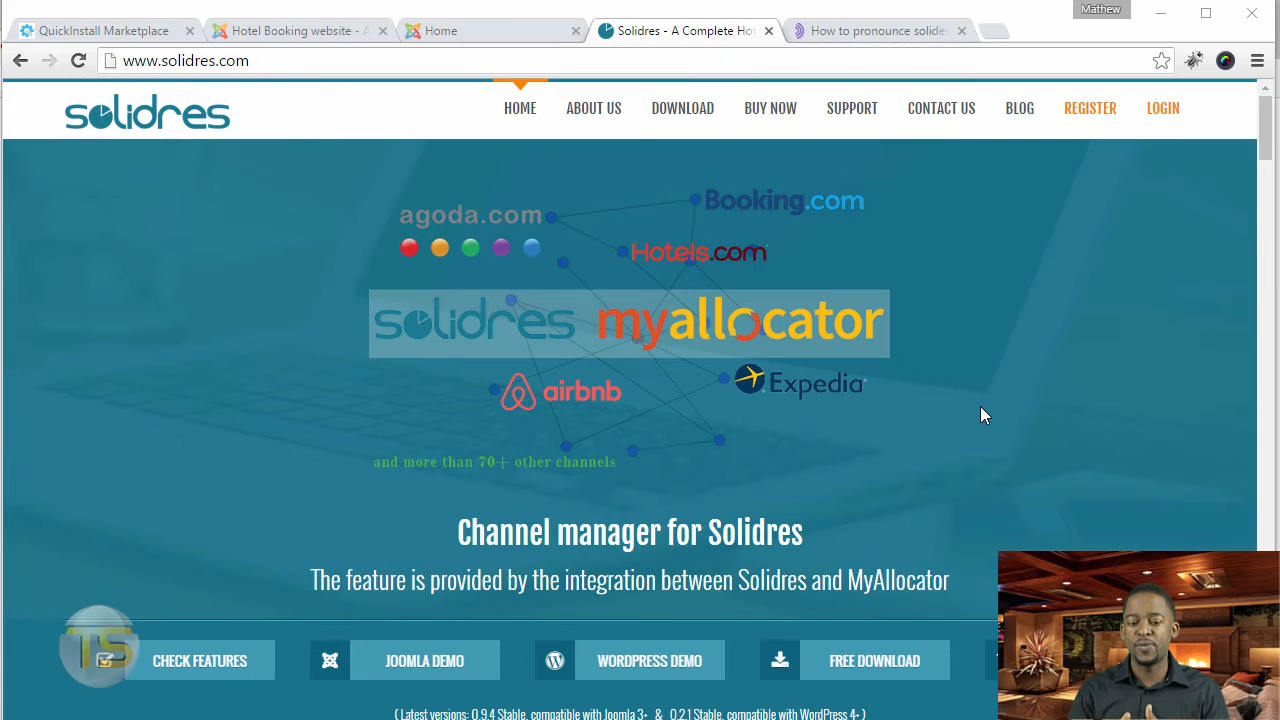 Mathew
QuickInstall Marketplace
Hotel Booking website - A
Home
Solidres - A Complete Hot
How to pronounce solides
www.solidres.com
solidres
HOME
ABOUT US
DOWNLOAD
BUY NOW
SUPPORT
CONTACT US
BLOG
REGISTER
LOGIN
agoda.com
Booking.com
Hotels.com
solidres
myallocator
airbnb
Expedia
and more than 70+ other channels
Channel manager for Solidres
The feature is provided by the integration between Solidres and MyAllocator
TS
CHECK FEATURES
JOOMLA DEMO
WORDPRESS DEMO
FREE DOWNLOAD
( Latest versions: 0.9.4 Stable, compatible with Joomla 3+ & 0.2.1 Stable, compatible with WordPress 4+ )